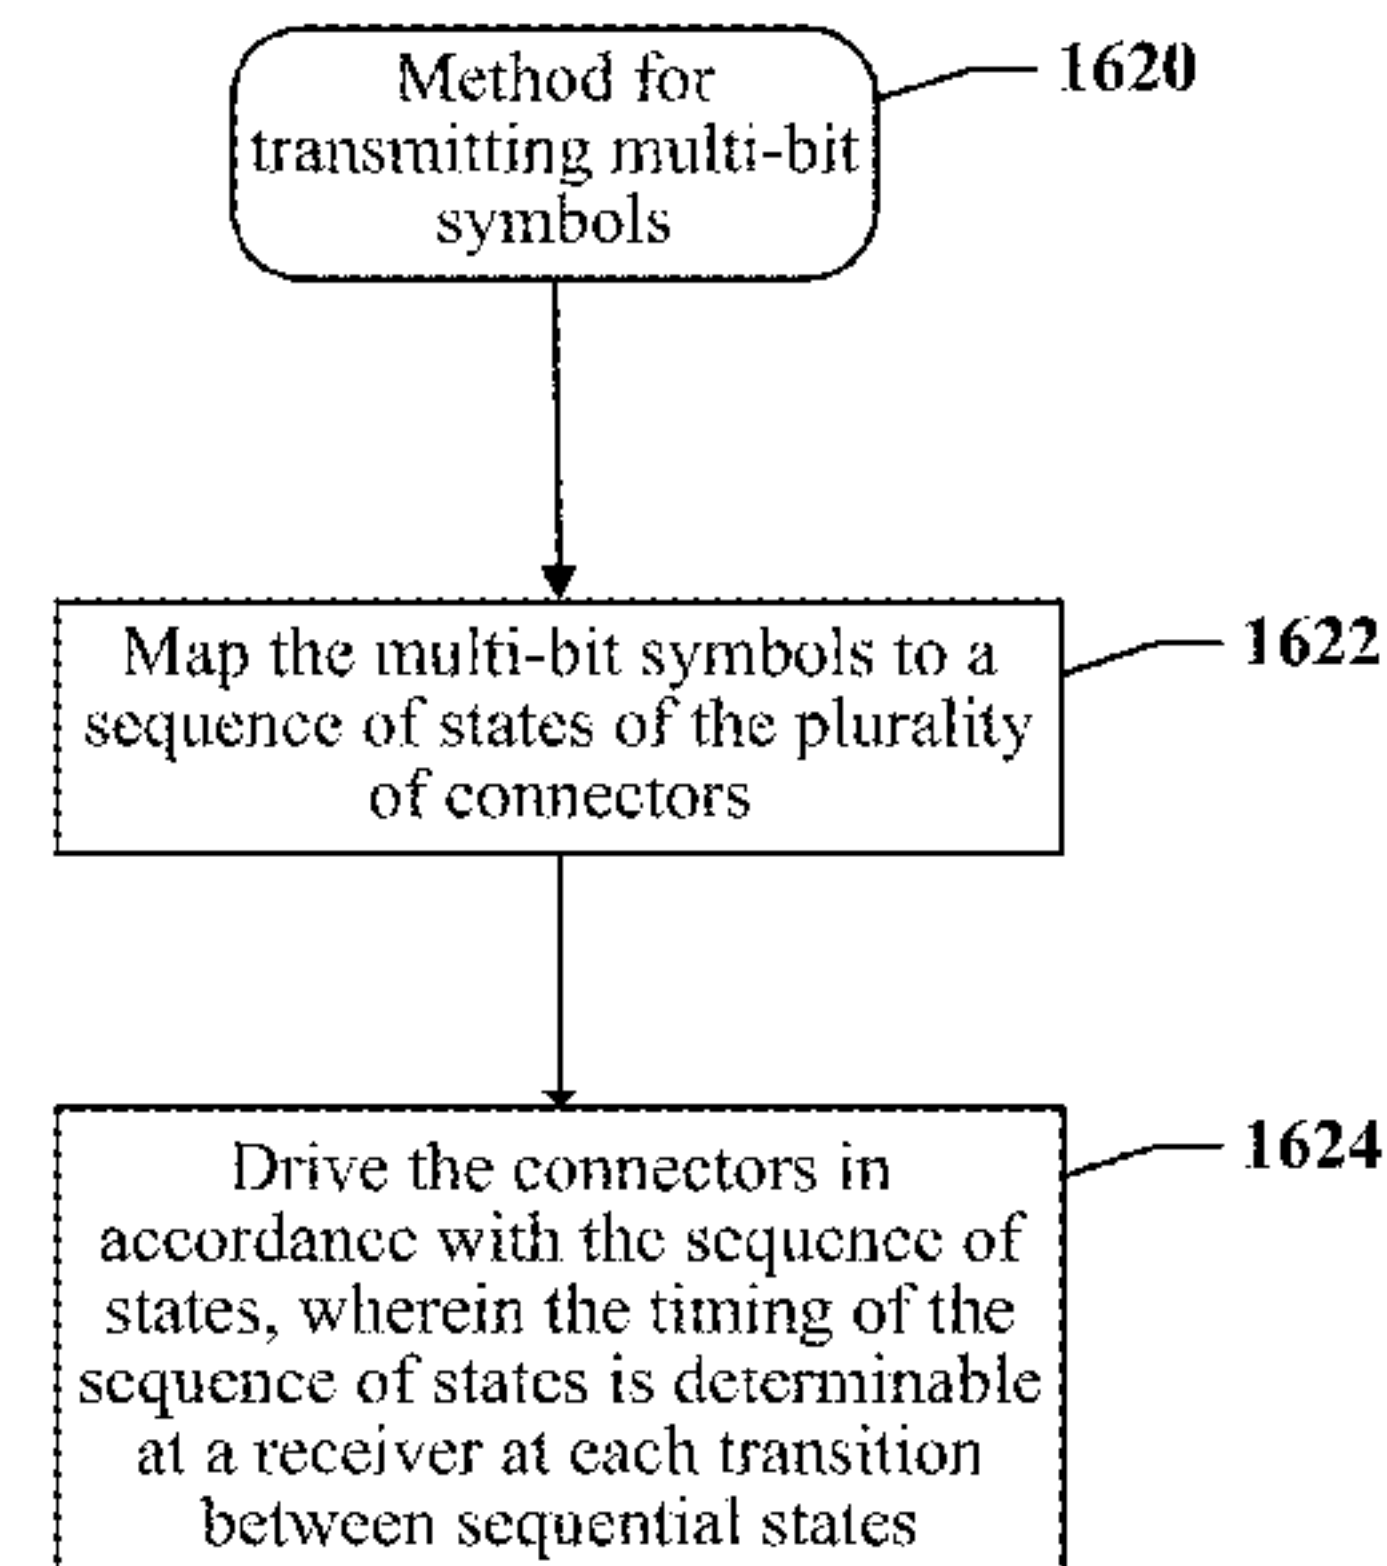 Method for
transmitting multi-bit
symbols
1620
Map the multi-bit symbols to a
sequence of states of the plurality
of connectors
1622
Drive the connectors in
accordance with the sequence of
states, wherein the timing of the
sequence of states is determinable
at a receiver at each transition
between sequential states
1624